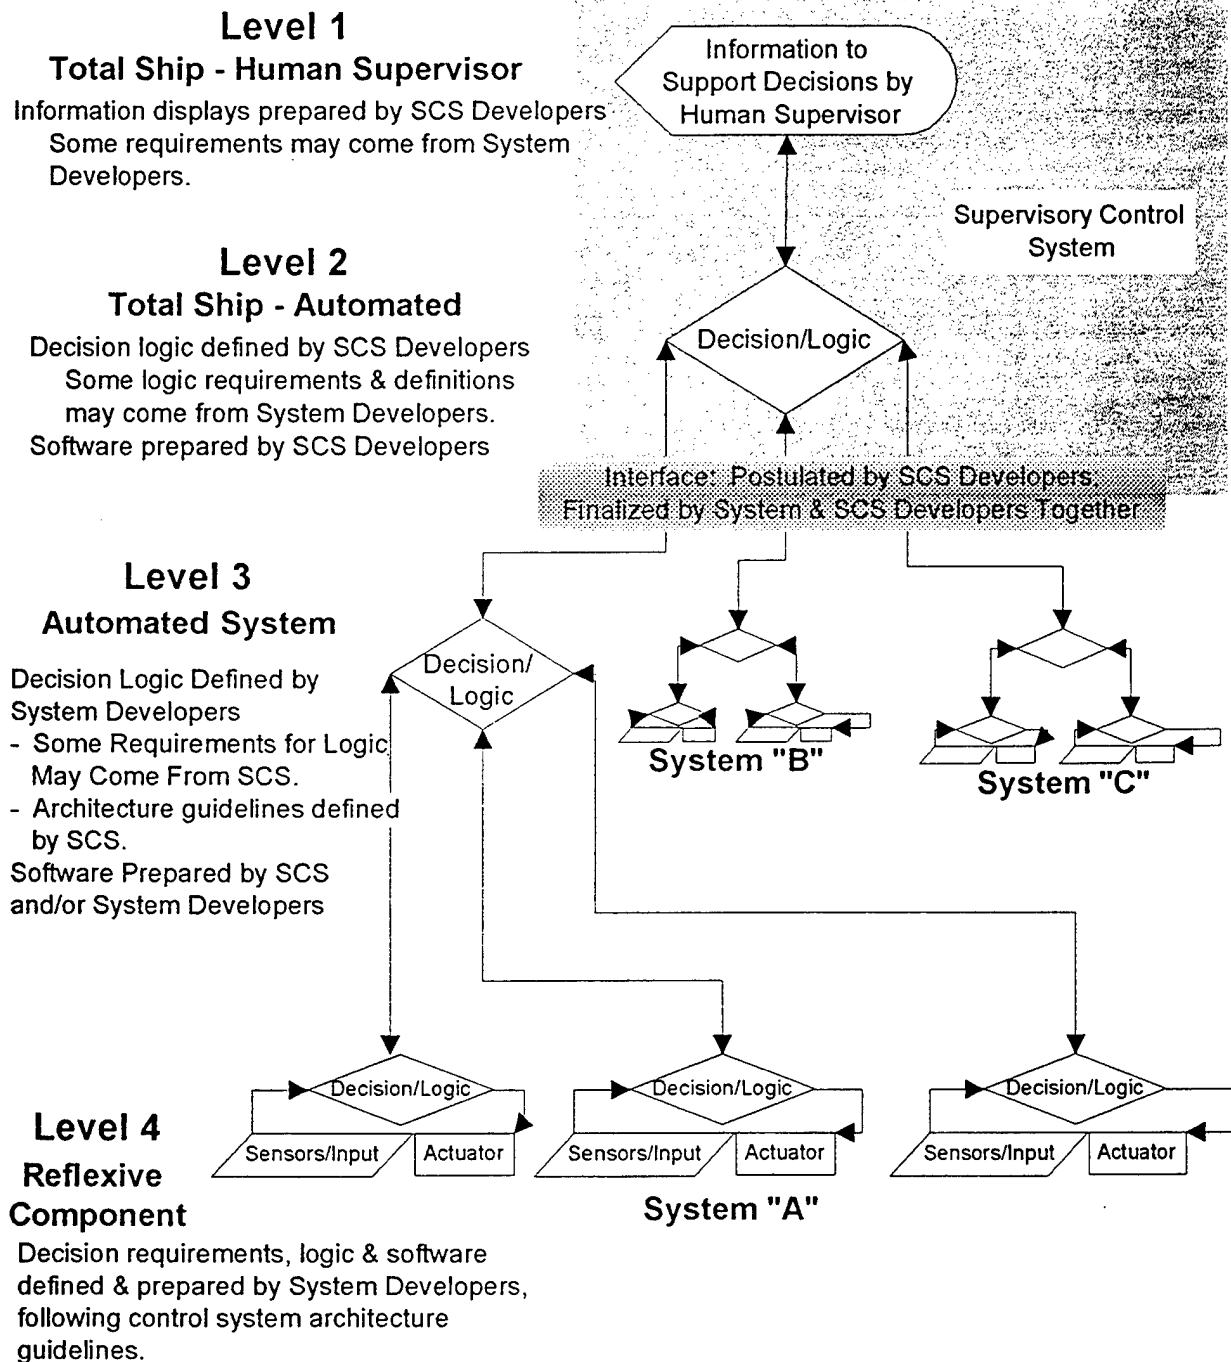 Level 1
Total Ship - Human Supervisor
Information displays prepared by SCS Developers
Some requirements may come from System
Developers.
Information to
Support Decisions by
Human Supervisor
Supervisory Control
System
Level 2
Total Ship - Automated
Decision logic defined by SCS Developers
Some logic requirements & definitions
may come from System Developers.
Software prepared by SCS Developers
Decision/Logic
Interface: Postulated by SCS Developers,
Finalized by System & SCS Developers Together
Level 3
Automated System
Decision Logic Defined by
System Developers
- Some Requirements for Logic
May Come From SCS.
- Architecture guidelines defined
by SCS.
Software Prepared by SCS
and/or System Developers
Decision/
Logic
System "B"
System "C"
Decision/Logic
Sensors/Input
Actuator
Decision/Logic
Sensors/Input
Actuator
Decision/Logic
Sensors/Input
Actuator
System "A"
Level 4
Reflexive
Component
Decision requirements, logic & software
defined & prepared by System Developers,
following control system architecture
guidelines.